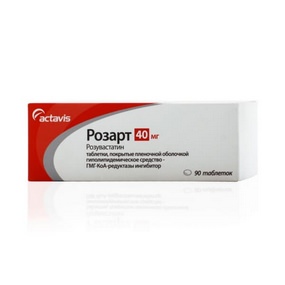 actavis
Розарт 40 мг
Розувастатин
таблетки, покрытые пленочной оболочкой
гиполипидемическое средство -
ГМГ-КоА-редуктазы ингибитор
90 таблеток